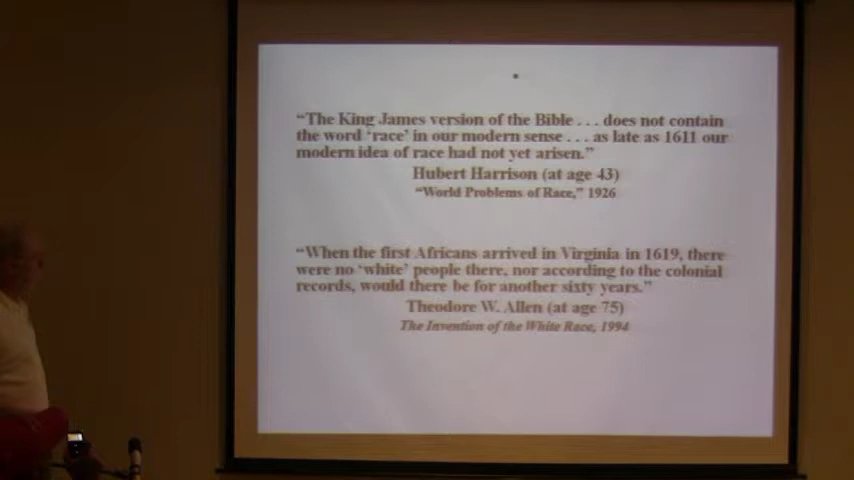 “The King James version of the Bible . . . does not contain
the word ‘race’ in our modern sense . . . as late as 1611 our
modern idea of race had not yet arisen.”
Hubert Harrison (at age 43)
“World Problems of Race,” 1926
“When the first Africans arrived in Virginia in 1619, there
were no ‘white’ people there, nor according to the colonial
records, would there be for another sixty years.”
Theodore W. Allen (at age 75)
The Invention of the White Race, 1994